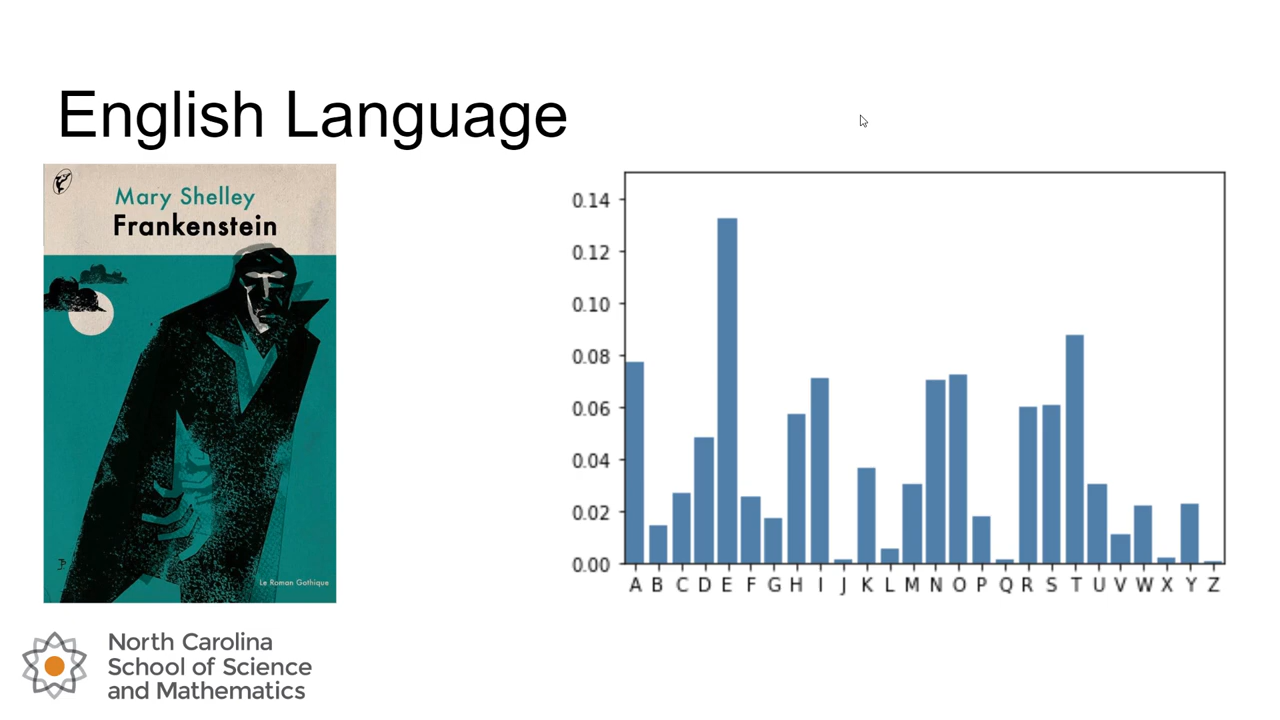 English Language
Mary Shelley
Frankenstein
Le Roman Gothique
0.14
0.12
0.10
0.08
0.06
0.04
0.02
0.00
A B C D E F G H I J K L M N O P Q R S T U V W X Y Z
North Carolina
School of Science
and Mathematics